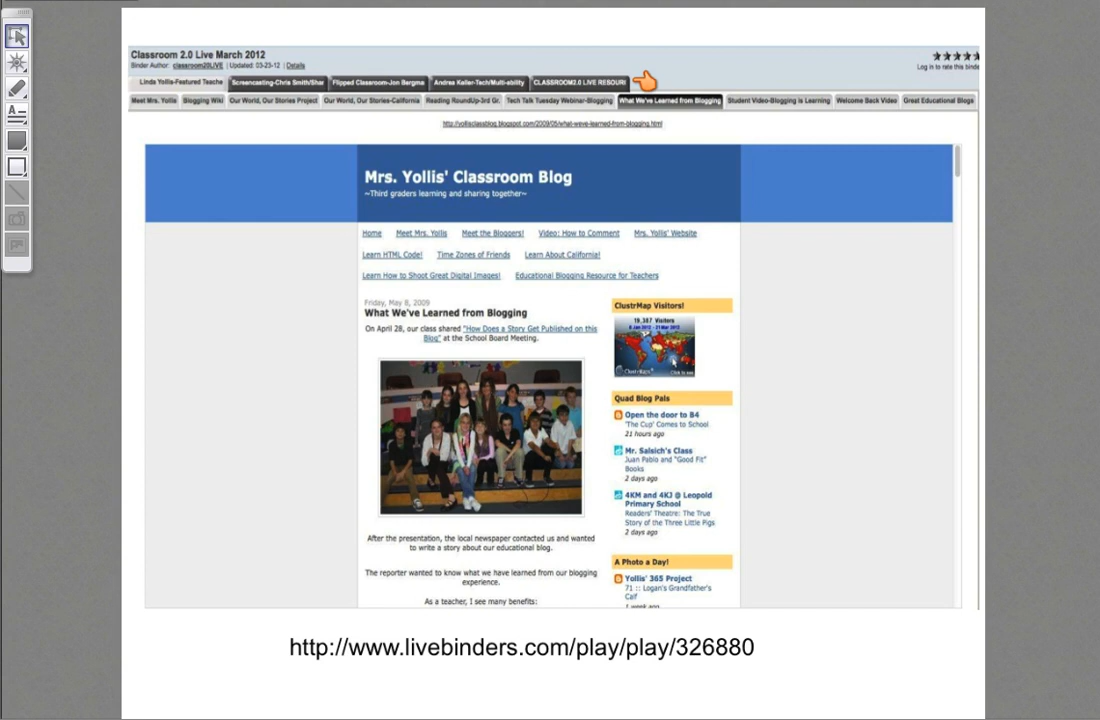 Classroom 2.0 Live March 2012
Binder Author: classroom20LIVE | Updated: 03-23-12 | Details
Log in to rate this binde
Linda Yollis-Featured Teache
Screencasting-Chris Smith/Shar
Flipped Classroom-Jon Bergma
Andrea Keller-Tech/Multi-ability
CLASSROOM2.0 LIVE RESOURC
Meet Mrs. Yollis
Blogging Wiki
Our World, Our Stories Project
Our World, Our Stories-California
Reading RoundUp-3rd Gr.
Tech Talk Tuesday Webinar-Blogging
What We've Learned from Blogging
Student Video-Blogging is Learning
Welcome Back Video
Great Educational Blogs
http://yollisclassblog.blogspot.com/2009/05/what-weve-learned-from-blogging.html
Mrs. Yollis' Classroom Blog
~Third graders learning and sharing together~
Home Meet Mrs. Yollis Meet the Bloggers! Video: How to Comment Mrs. Yollis' Website
Learn HTML Code! Time Zones of Friends Learn About California!
Learn How to Shoot Great Digital Images! Educational Blogging Resource for Teachers
Friday, May 8, 2009
What We've Learned from Blogging
On April 28, our class shared "How Does a Story Get Published on this
Blog" at the School Board Meeting.
After the presentation, the local newspaper contacted us and wanted
to write a story about our educational blog.
The reporter wanted to know what we have learned from our blogging
experience.
As a teacher, I see many benefits:
ClustrMap Visitors!
19,387 Visitors
ClustrMaps
Click to see
Quad Blog Pals
Open the door to B4
'The Cup' Comes to School
21 hours ago
Mr. Salsich's Class
Juan Pablo and "Good Fit"
Books
2 days ago
4KM and 4KJ @ Leopold
Primary School
Readers' Theatre: The True
Story of the Three Little Pigs
2 days ago
A Photo a Day!
Yollis' 365 Project
71 :: Logan's Grandfather's
Calf
1 week ago
http://www.livebinders.com/play/play/326880